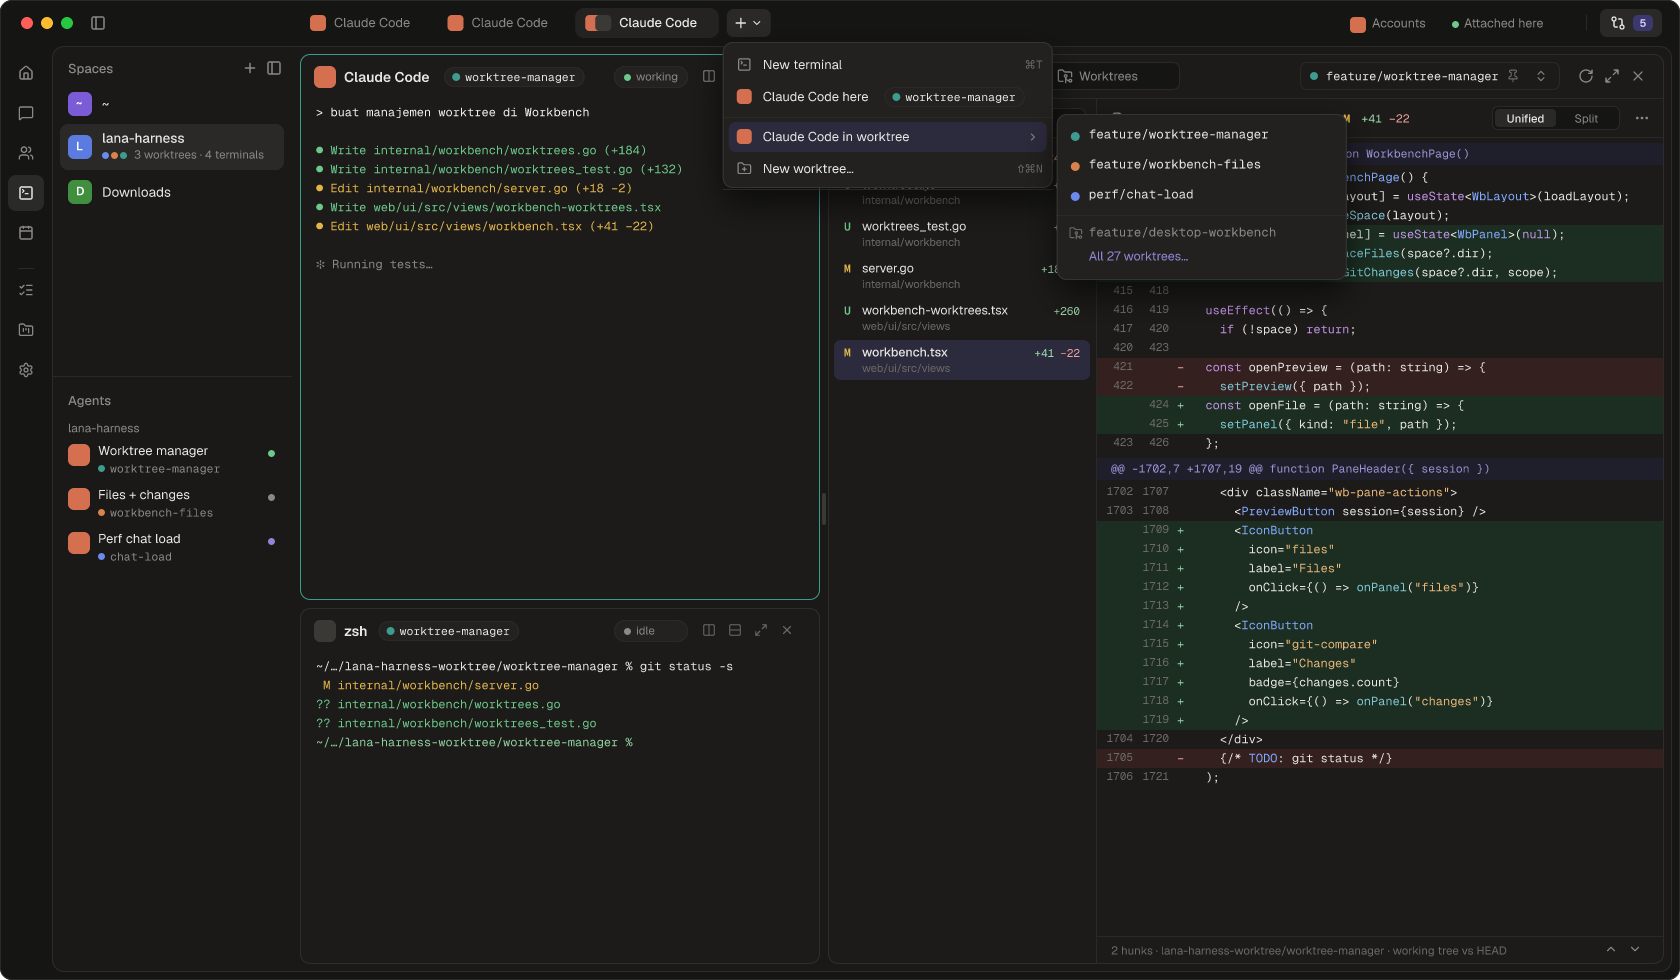 Claude Code
Claude Code
Claude Code
Accounts
Attached here
5
Spaces
~
~
L
lana-harness
3 worktrees · 4 terminals
D
Downloads
Agents
lana-harness
Worktree manager
worktree-manager
Files + changes
workbench-files
Perf chat load
chat-load
Claude Code
worktree-manager
working
> buat manajemen worktree di Workbench
Write internal/workbench/worktrees.go (+184)
Write internal/workbench/worktrees_test.go (+132)
Edit internal/workbench/server.go (+18 −2)
Write web/ui/src/views/workbench-worktrees.tsx
Edit web/ui/src/views/workbench.tsx (+41 −22)
✻ Running tests…
zsh
worktree-manager
idle
~/…/lana-harness-worktree/worktree-manager % git status -s
M internal/workbench/server.go
?? internal/workbench/worktrees.go
?? internal/workbench/worktrees_test.go
~/…/lana-harness-worktree/worktree-manager %
New terminal
⌘T
Claude Code here
worktree-manager
Claude Code in worktree
New worktree…
⇧⌘N
feature/worktree-manager
feature/workbench-files
perf/chat-load
feature/desktop-workbench
All 27 worktrees…
Worktrees
feature/worktree-manager
M +41 −22
Unified
Split
internal/workbench
U worktrees_test.go
internal/workbench
M server.go +18
internal/workbench
U workbench-worktrees.tsx +260
web/ui/src/views
M workbench.tsx +41 −22
web/ui/src/views
on WorkbenchPage()
nchPage() {
ayout] = useState<WbLayout>(loadLayout);
Space(layout);
nel] = useState<WbPanel>(null);
aceFiles(space?.dir);
GitChanges(space?.dir, scope);
415 418
416 419 useEffect(() => {
417 420 if (!space) return;
420 423
421 − const openPreview = (path: string) => {
422 − setPreview({ path });
424 + const openFile = (path: string) => {
425 + setPanel({ kind: "file", path });
423 426 };
@@ −1702,7 +1707,19 @@ function PaneHeader({ session })
1702 1707 <div className="wb-pane-actions">
1703 1708 <PreviewButton session={session} />
1709 + <IconButton
1710 + icon="files"
1711 + label="Files"
1712 + onClick={() => onPanel("files")}
1713 + />
1714 + <IconButton
1715 + icon="git-compare"
1716 + label="Changes"
1717 + badge={changes.count}
1718 + onClick={() => onPanel("changes")}
1719 + />
1704 1720 </div>
1705 − {/* TODO: git status */}
1706 1721 );
2 hunks · lana-harness-worktree/worktree-manager · working tree vs HEAD